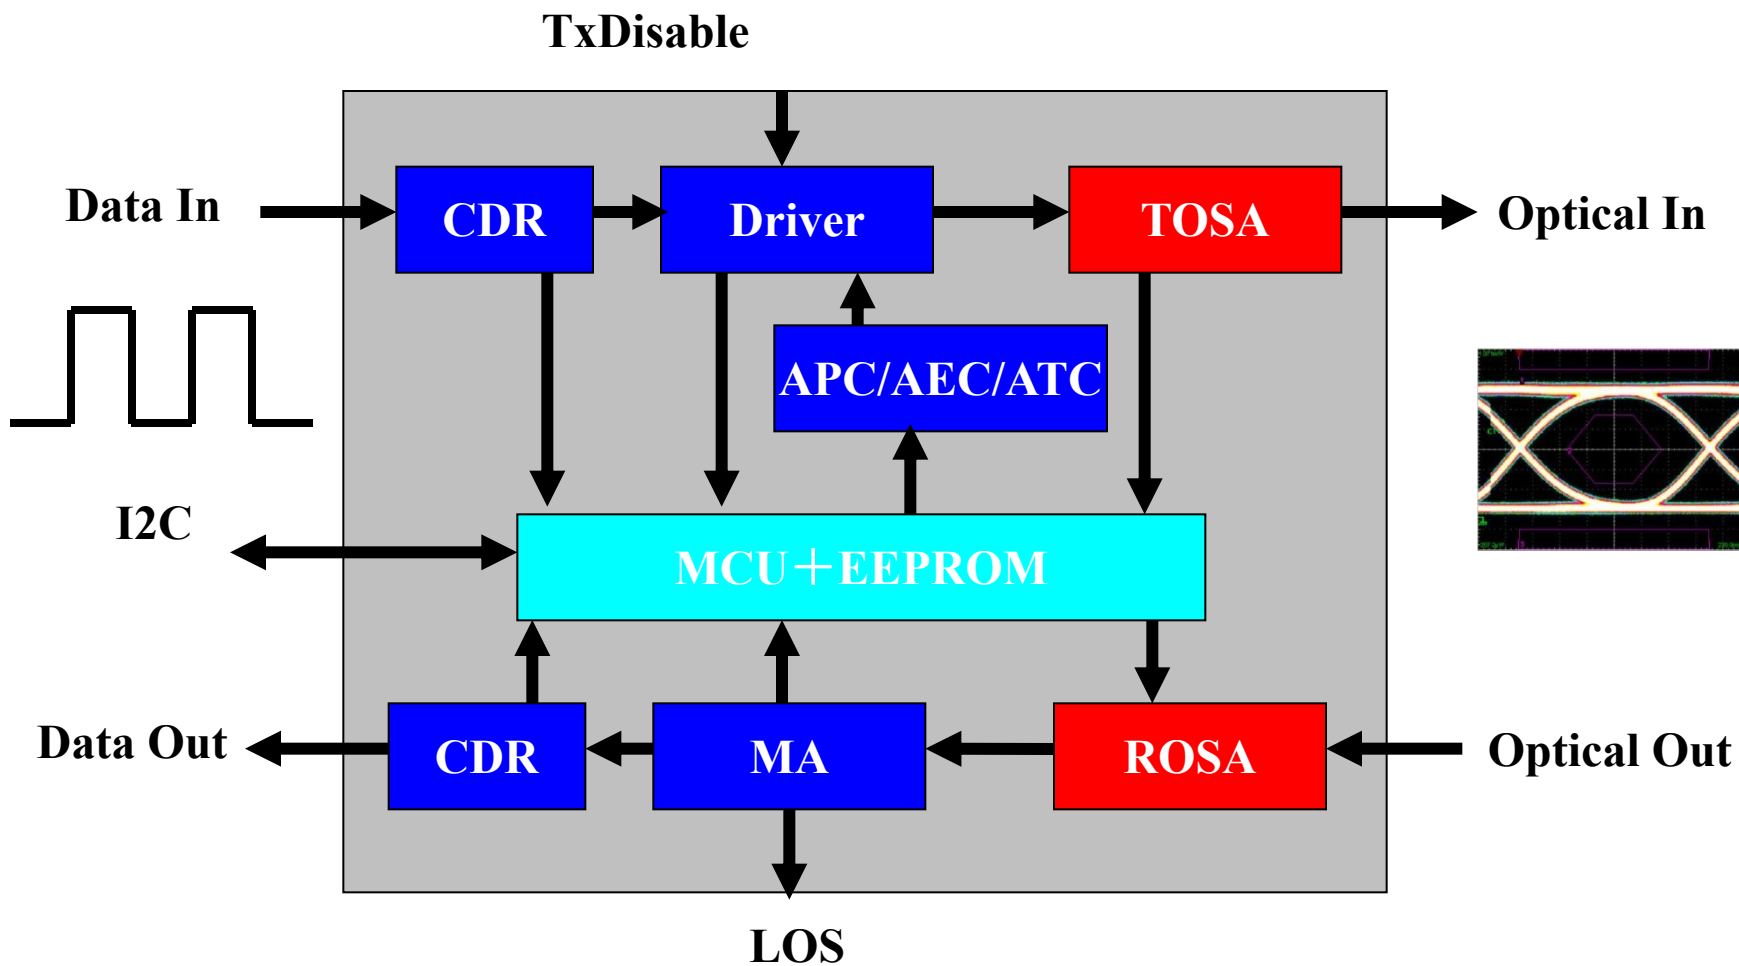 TxDisable
Data In
CDR
Driver
TOSA
Optical In
APC/AEC/ATC
I2C
MCU＋EEPROM
Data Out
CDR
MA
ROSA
Optical Out
LOS